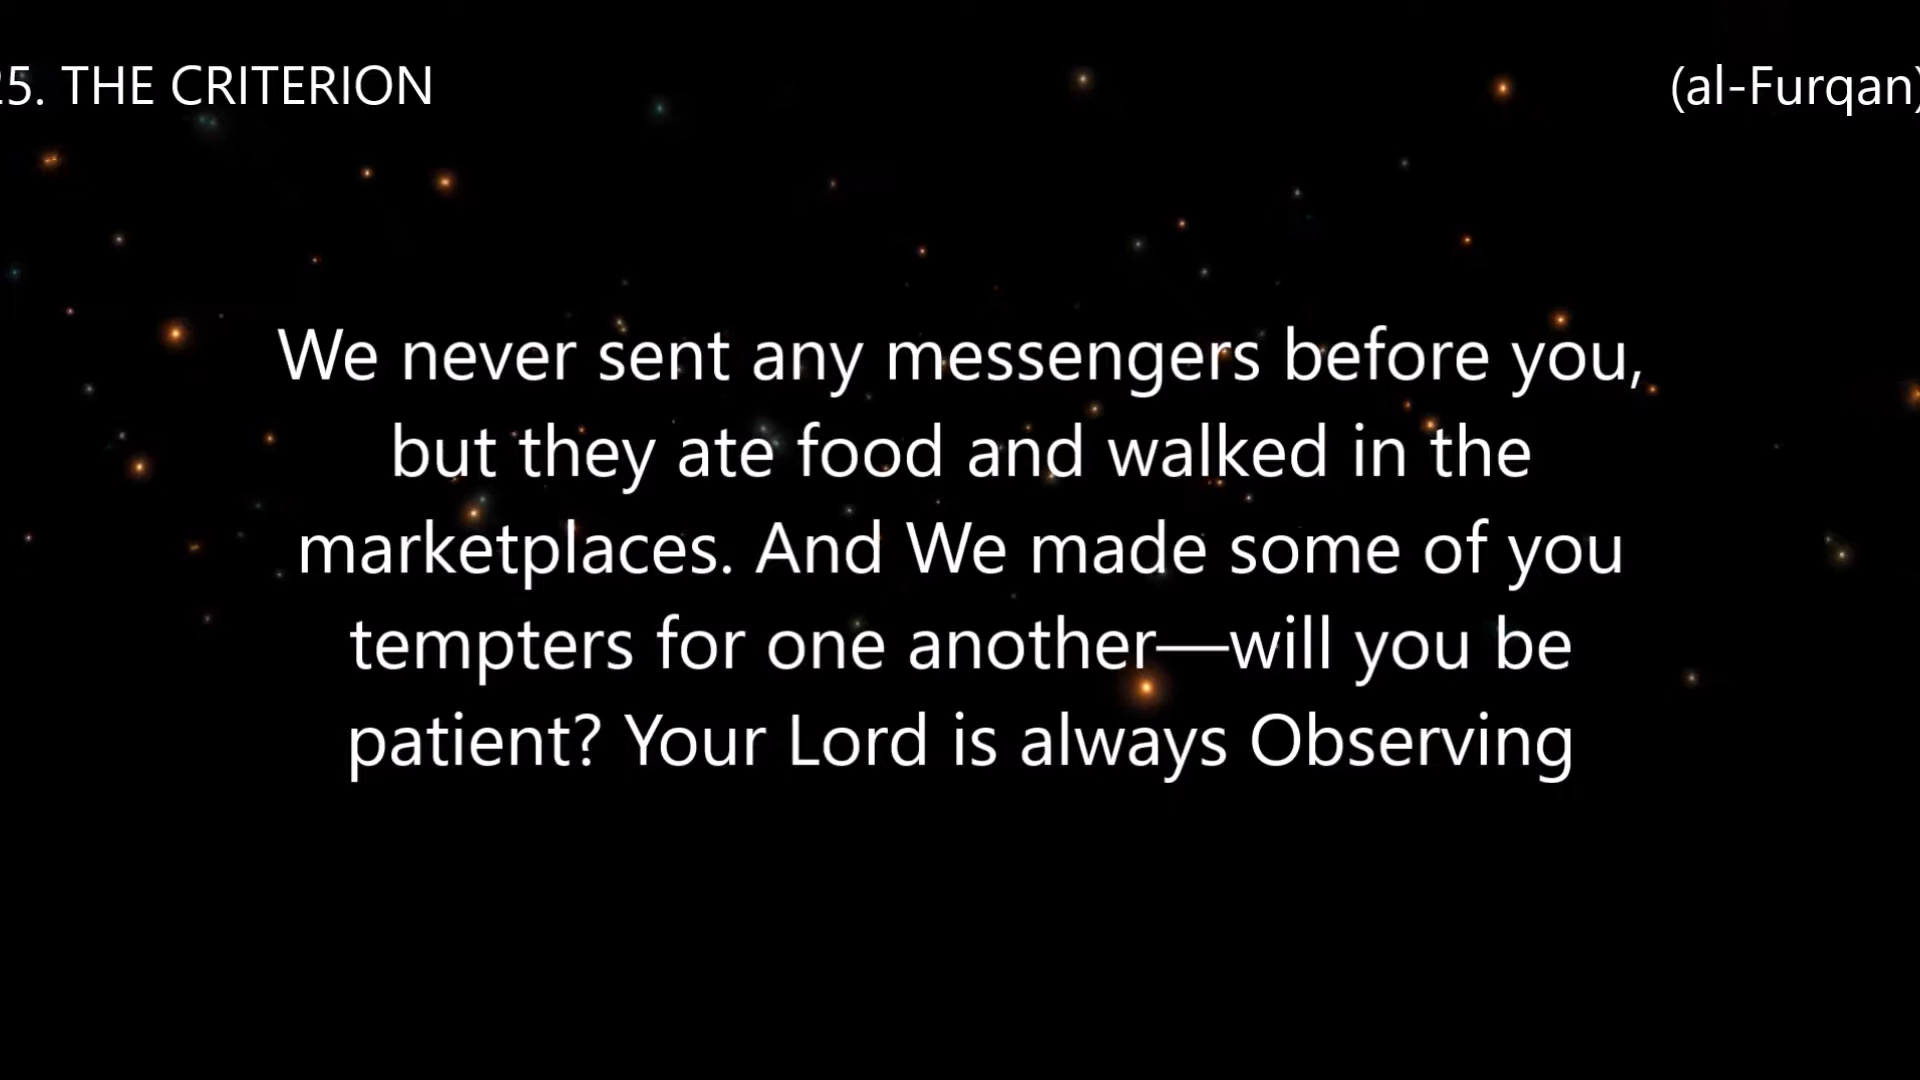 25. THE CRITERION (al-Furqan)
We never sent any messengers before you,
but they ate food and walked in the
marketplaces. And We made some of you
tempters for one another—will you be
patient? Your Lord is always Observing